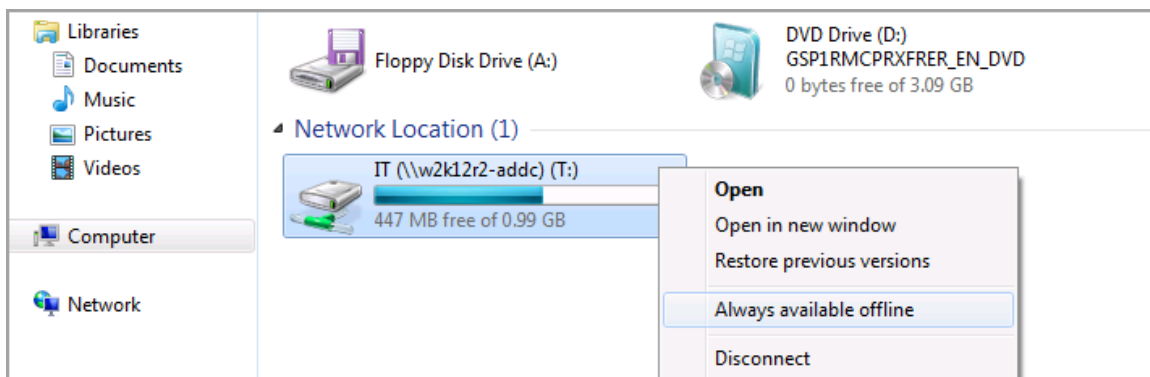 Libraries
Documents
Music
Pictures
Videos
Computer
Network
Floppy Disk Drive (A:)
DVD Drive (D:)
GSP1RMCPRXFRER_EN_DVD
0 bytes free of 3.09 GB
Network Location (1)
IT (\\w2k12r2-addc) (T:)
447 MB free of 0.99 GB
Open
Open in new window
Restore previous versions
Always available offline
Disconnect